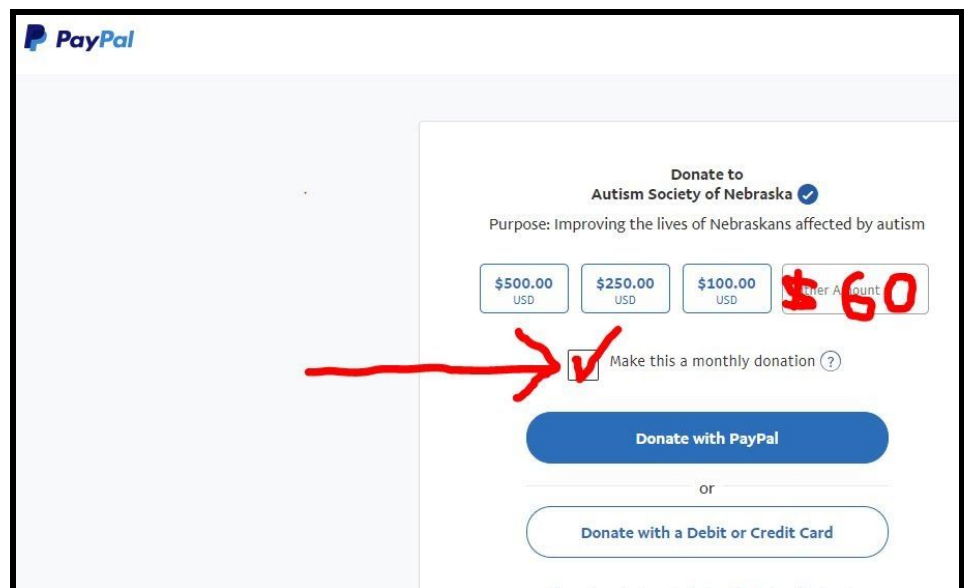 PayPal
Donate to
Autism Society of Nebraska
Purpose: Improving the lives of Nebraskans affected by autism
$500.00 $250.00 $100.00 $60
USD USD USD
Make this a monthly donation ?
Donate with PayPal
or
Donate with a Debit or Credit Card